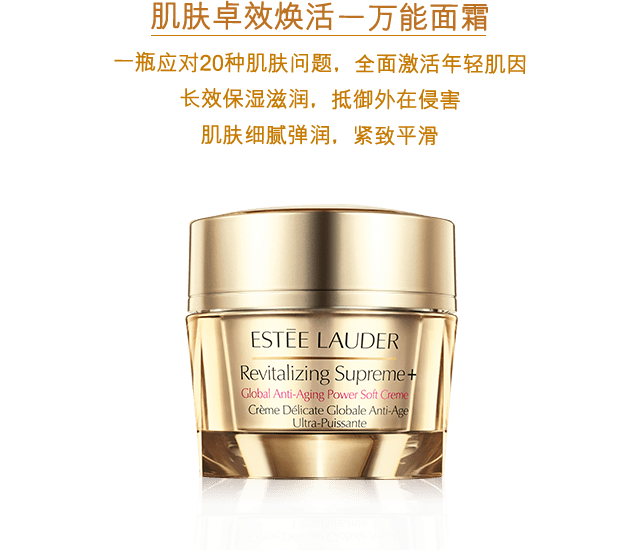 肌肤卓效焕活一万能面霜
一瓶应对20种肌肤问题，全面激活年轻肌因
长效保湿滋润，抵御外在侵害
肌肤细腻弹润，紧致平滑
ESTĒE LAUDER
Revitalizing Supreme+
Global Anti-Aging Power Soft Creme
Crème Délicate Globale Anti-Age
Ultra-Puissante